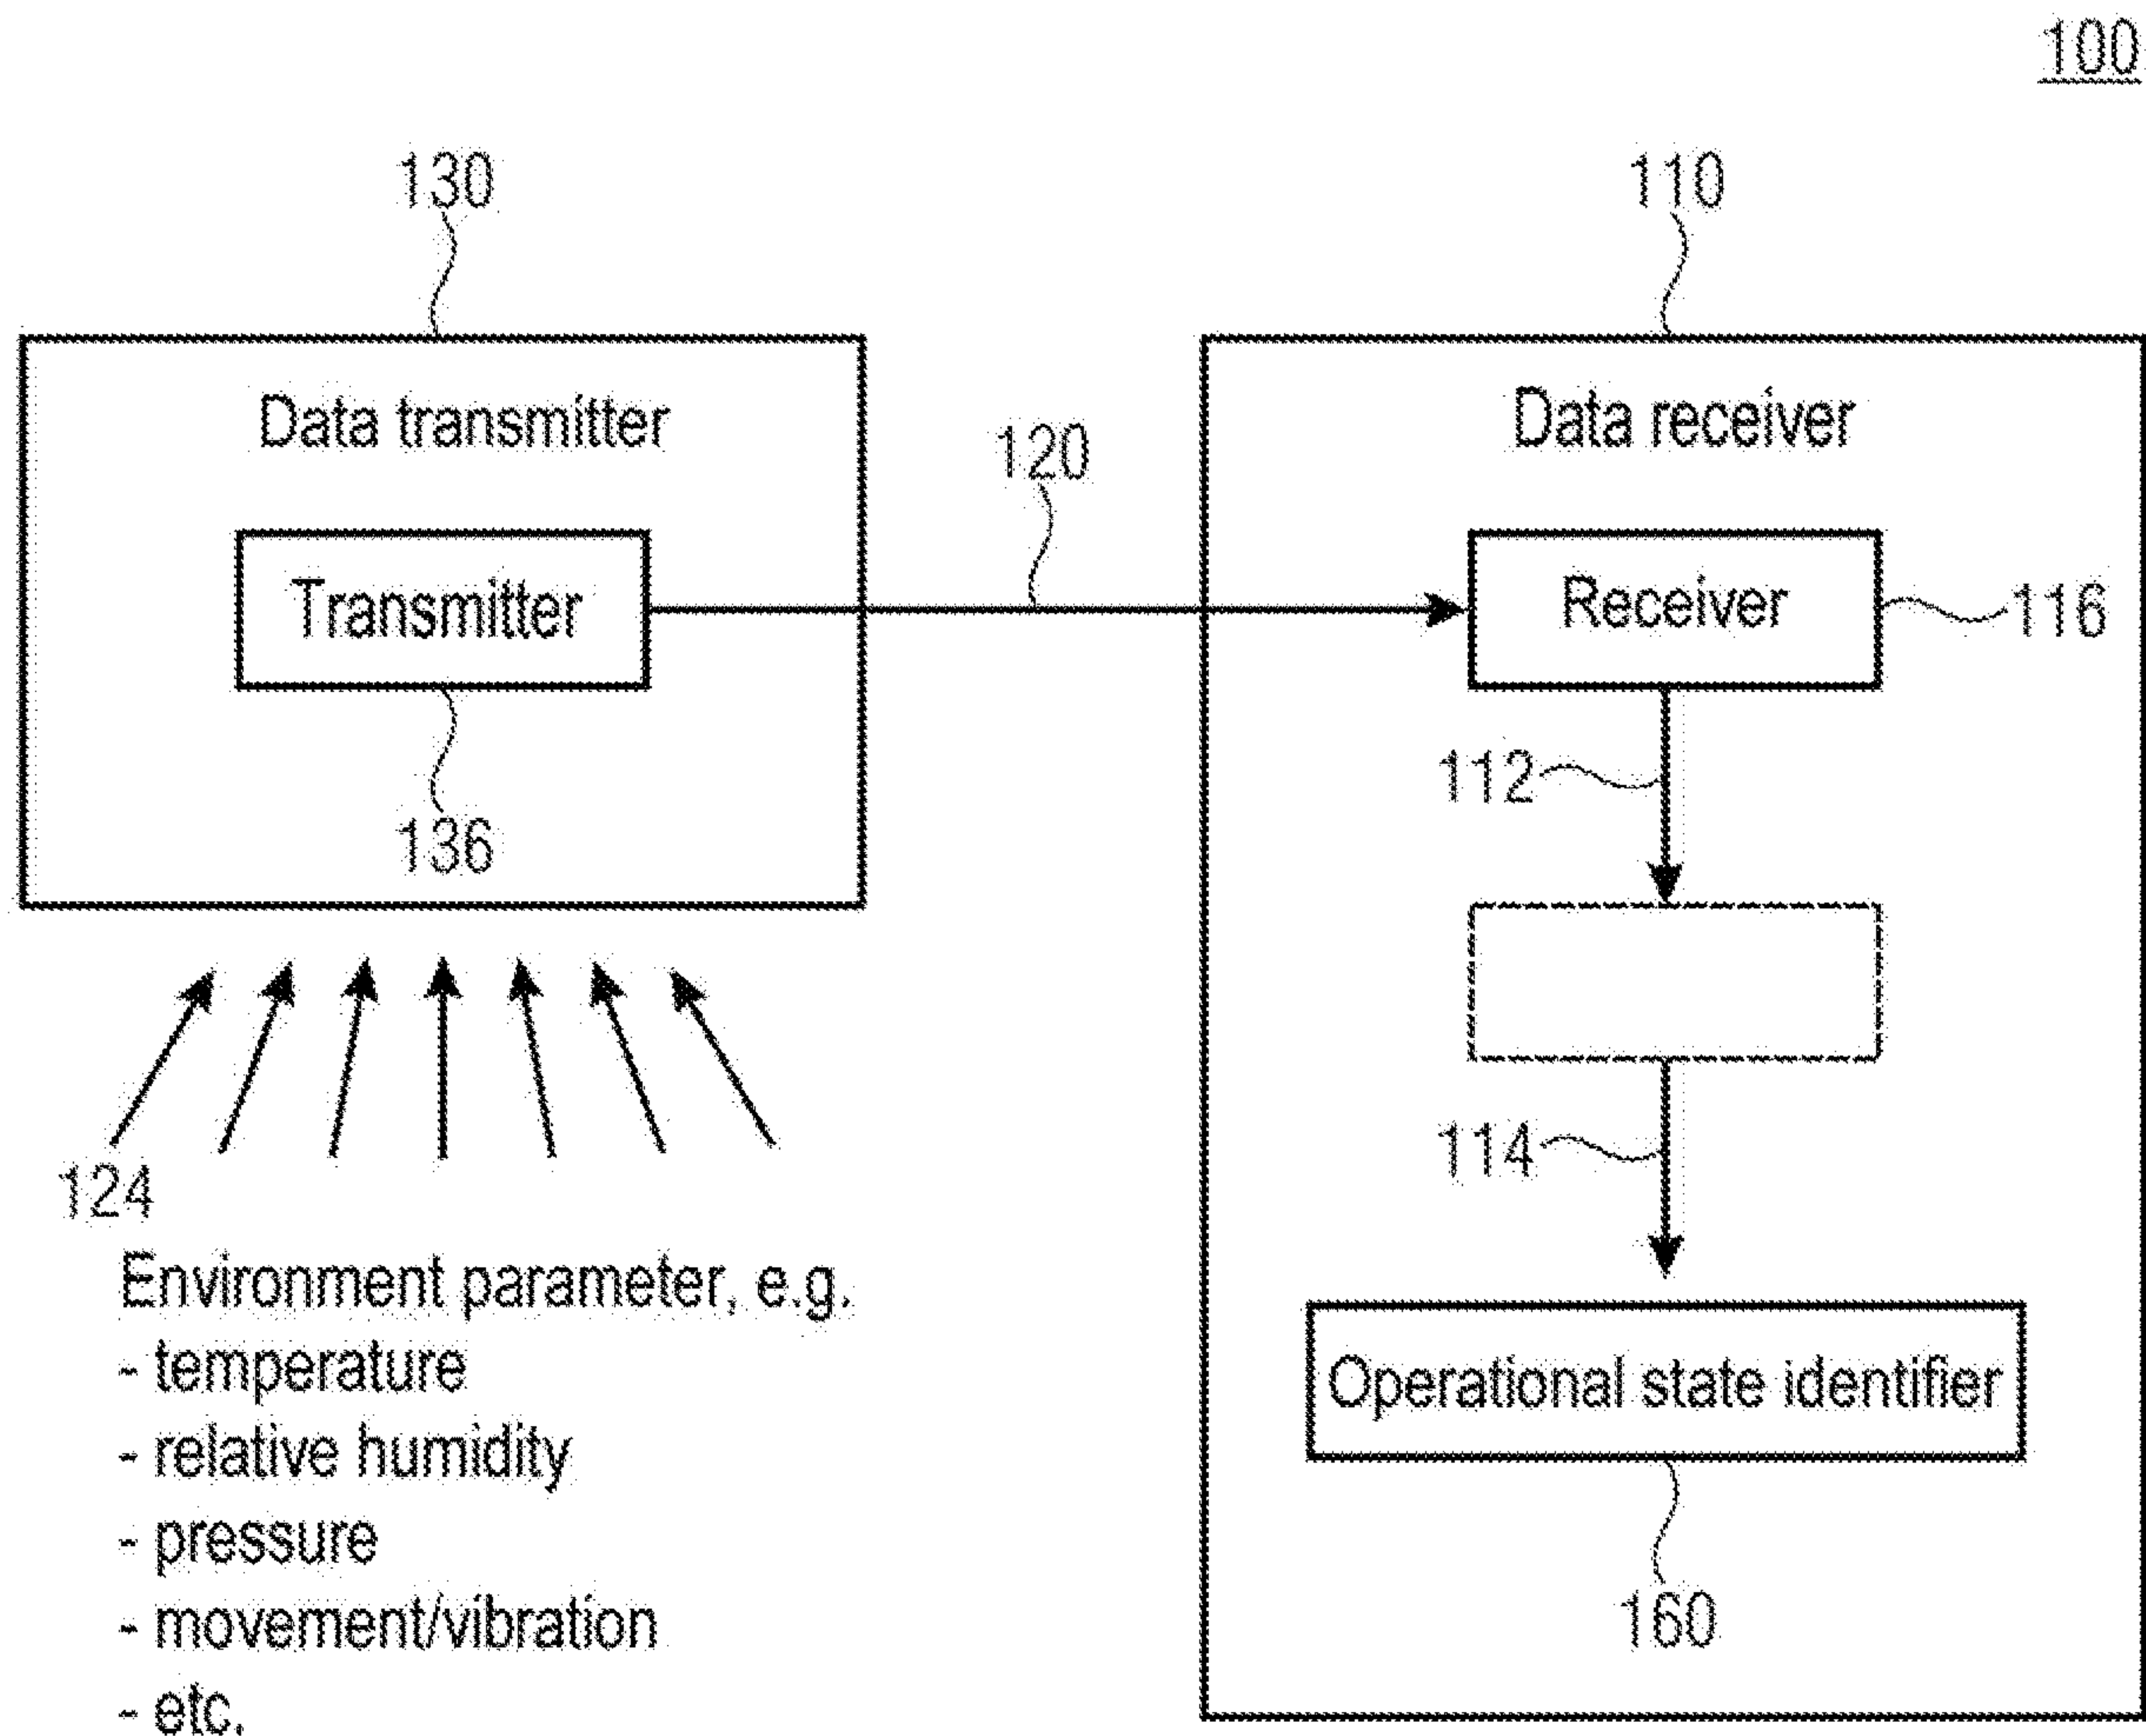 100
130
110
Data transmitter
Data receiver
120
Transmitter
Receiver
116
112
136
114
124
Environment parameter, e.g.
- temperature
- relative humidity
- pressure
- movement/vibration
- etc.
Operational state identifier
160